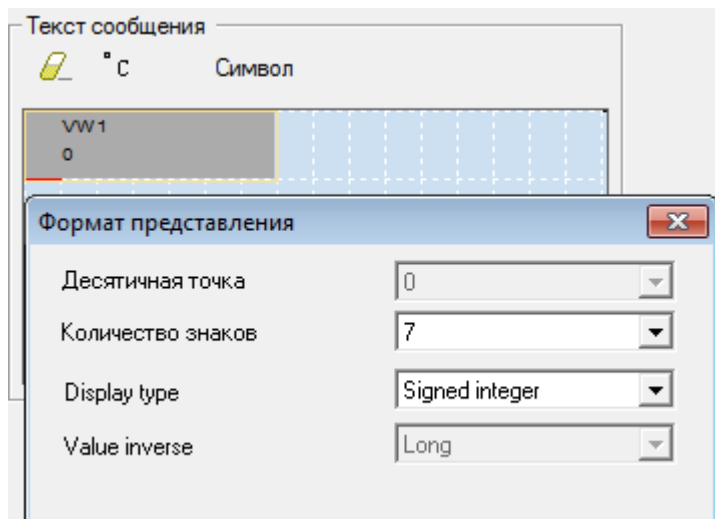 Текст сообщения
°C Символ
VW1
0
Формат представления
Десятичная точка 0
Количество знаков 7
Display type Signed integer
Value inverse Long